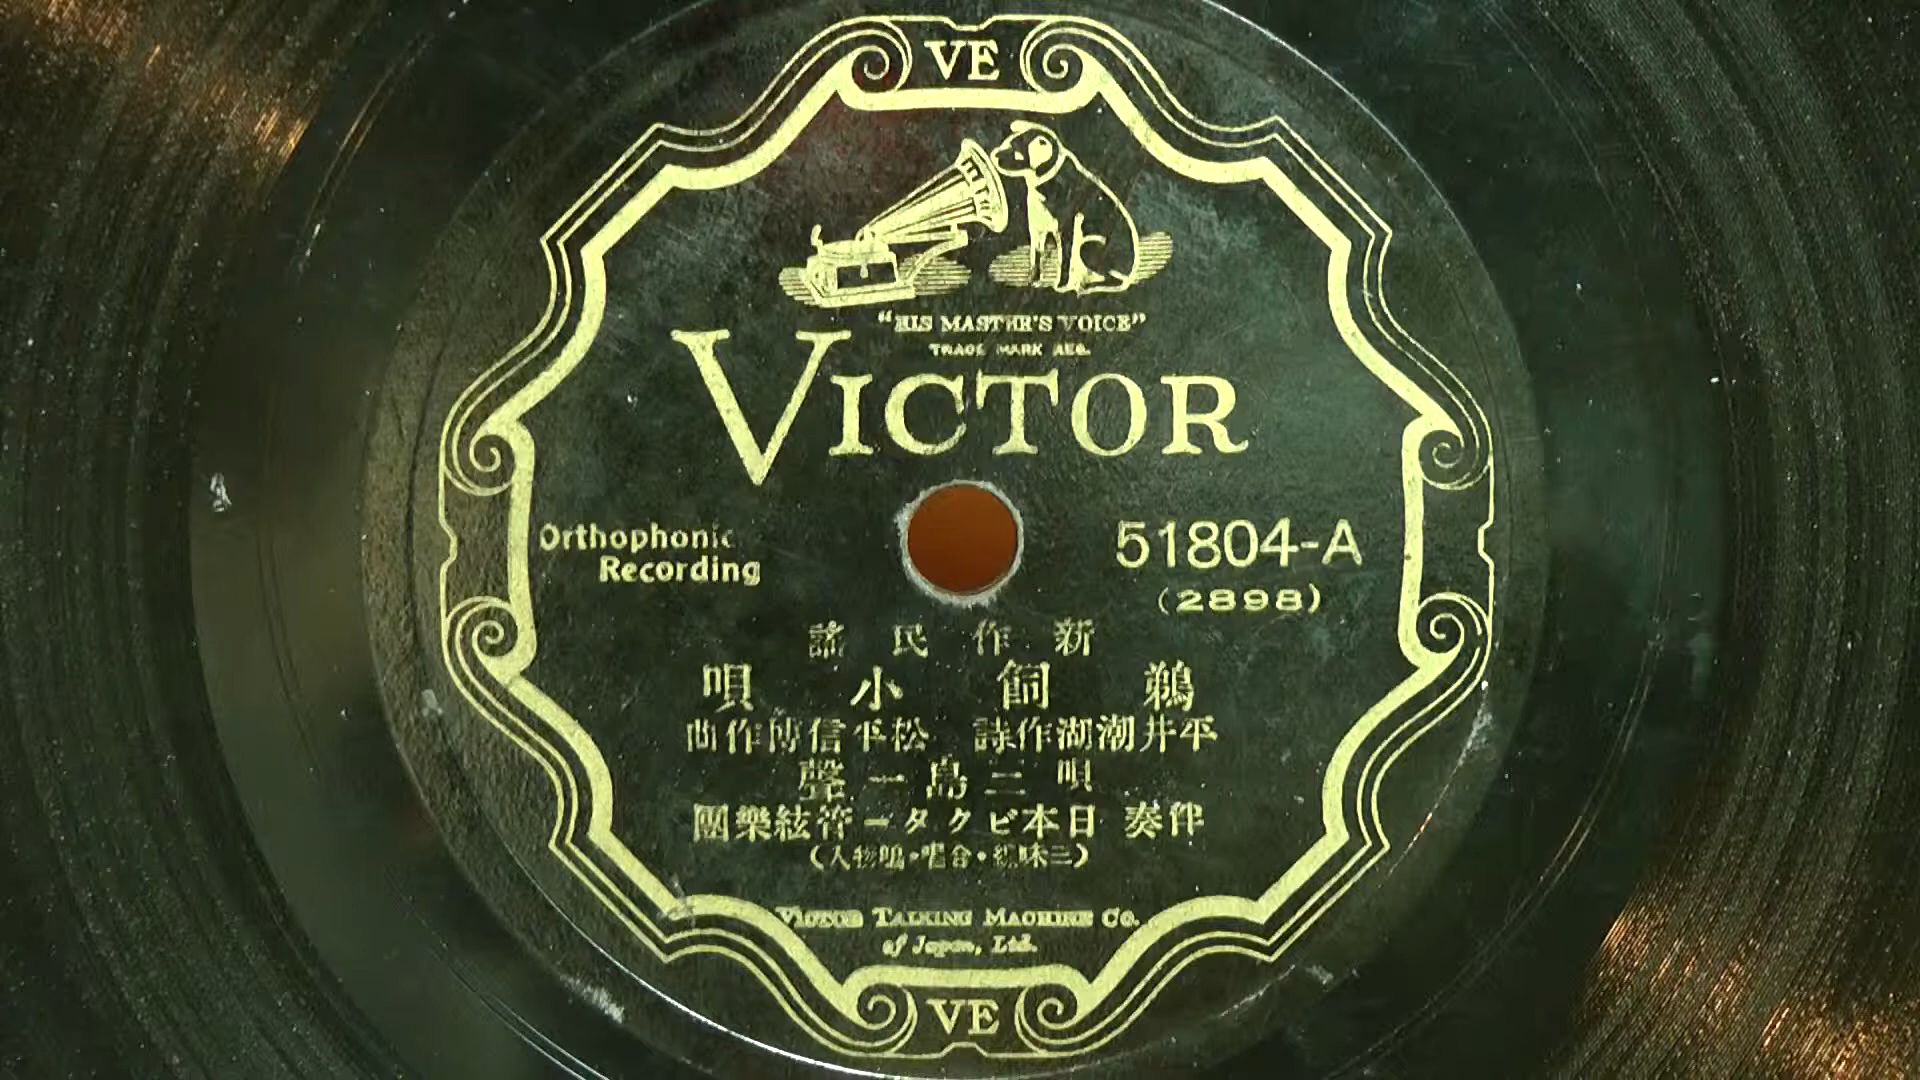 VE
"HIS MASTER'S VOICE"
TRADE MARK REG.
VICTOR
Orthophonic
Recording
51804-A
(2898)
新作民謠
鵜飼小唄
平井潮湖作詩 松平信博作曲
唄 三島一聲
伴奏 日本ビクター管絃樂團
(三味線・合唱・鳴物入)
VICTOR TALKING MACHINE CO.
of Japan, Ltd.
VE